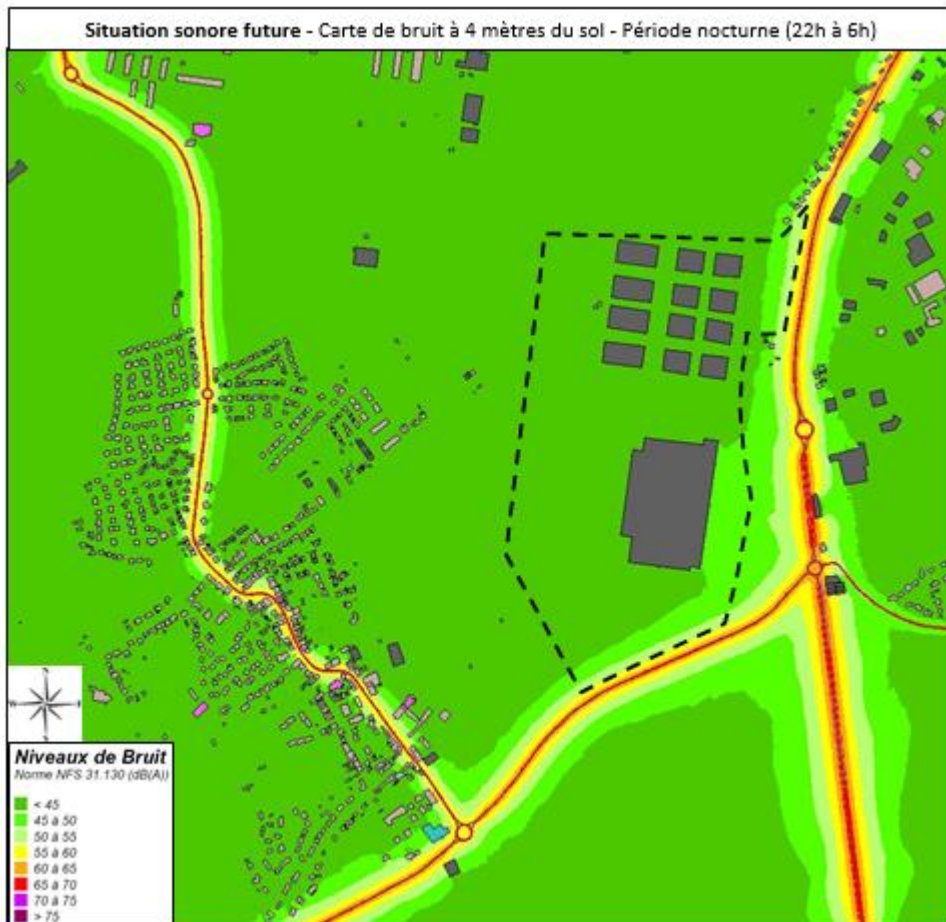 Situation sonore future - Carte de bruit à 4 mètres du sol - Période nocturne (22h à 6h)
Niveaux de Bruit
Norme NFS 31.130 (dB(A))
< 45
45 à 50
50 à 55
55 à 60
60 à 65
65 à 70
70 à 75
> 75